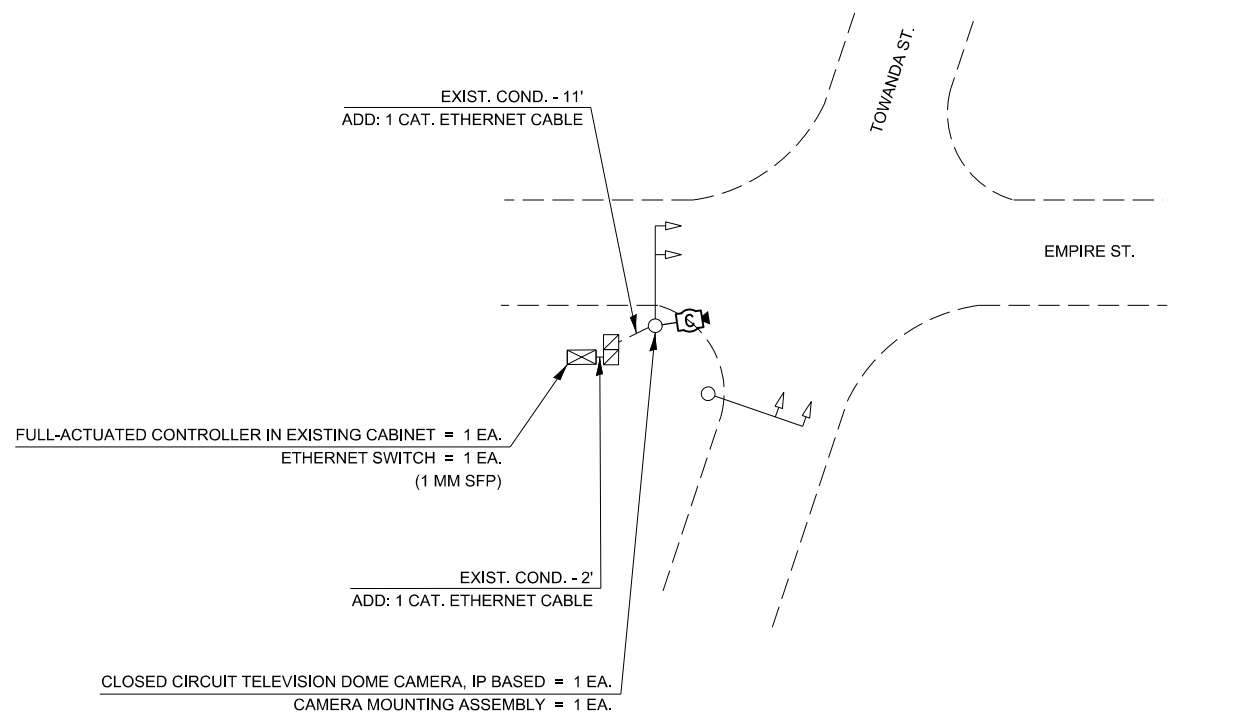 TOWANDA ST.
EXIST. COND. - 11'
ADD: 1 CAT. ETHERNET CABLE
EMPIRE ST.
C
FULL-ACTUATED CONTROLLER IN EXISTING CABINET = 1 EA.
ETHERNET SWITCH = 1 EA.
(1 MM SFP)
EXIST. COND. - 2'
ADD: 1 CAT. ETHERNET CABLE
CLOSED CIRCUIT TELEVISION DOME CAMERA, IP BASED = 1 EA.
CAMERA MOUNTING ASSEMBLY = 1 EA.